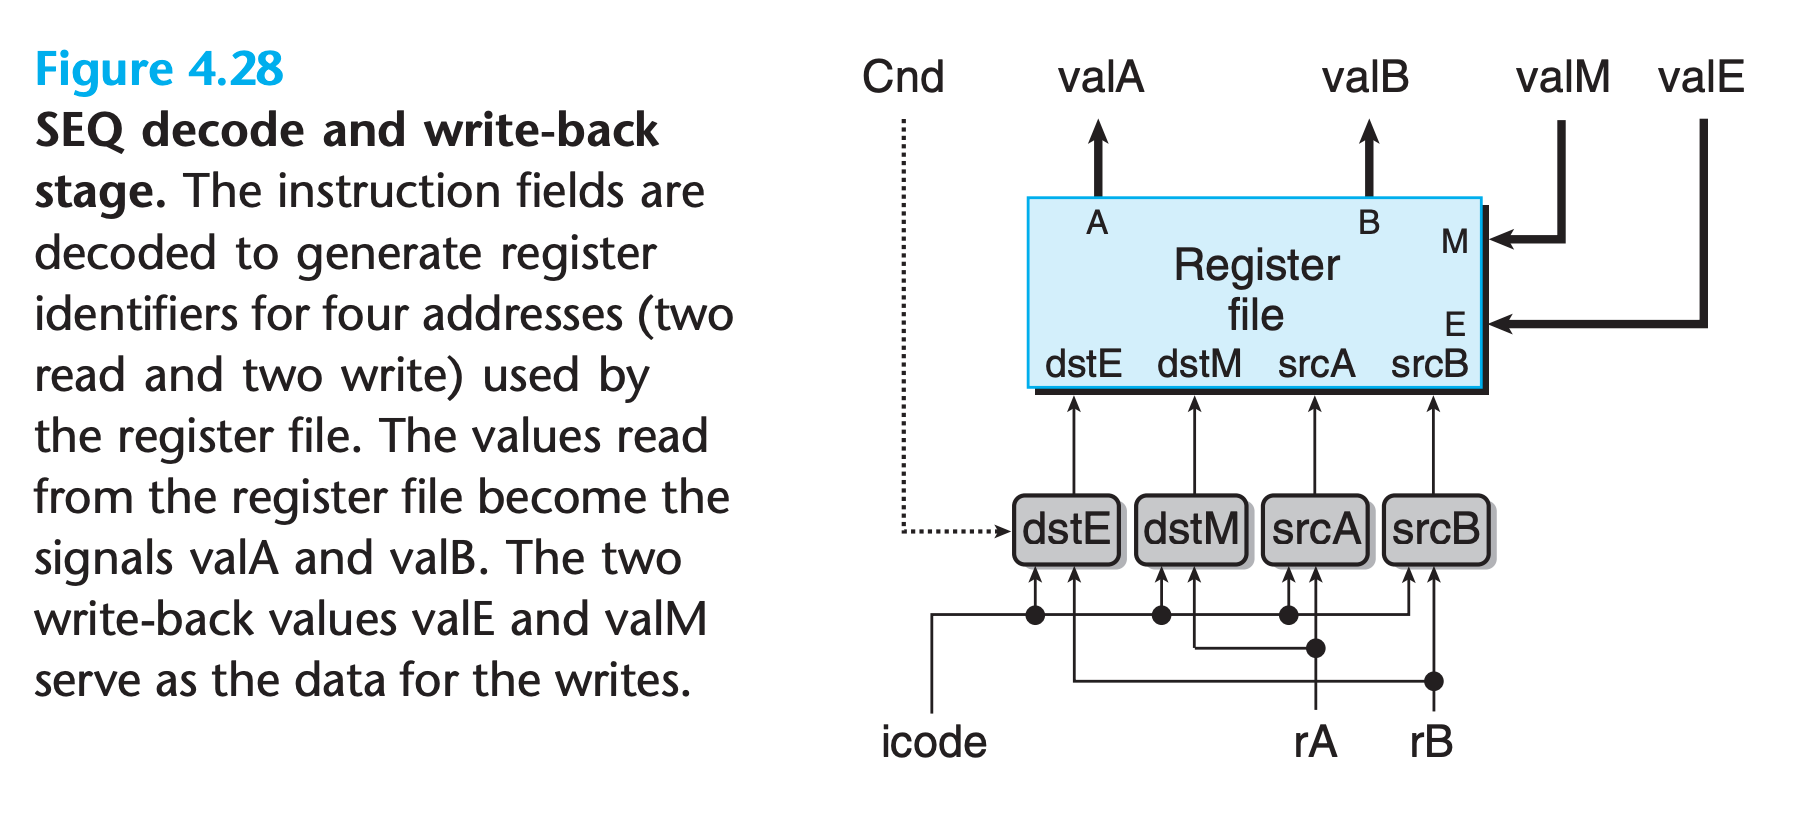 Figure 4.28
SEQ decode and write-back
stage. The instruction fields are
decoded to generate register
identifiers for four addresses (two
read and two write) used by
the register file. The values read
from the register file become the
signals valA and valB. The two
write-back values valE and valM
serve as the data for the writes.
Cnd valA valB valM valE
A B
M
Register
file
E
dstE dstM srcA srcB
dstE dstM srcA srcB
icode rA rB